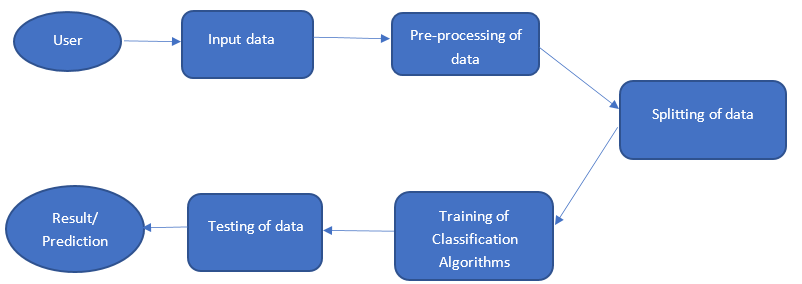 User
Input data
Pre-processing of
data
Splitting of data
Training of
Classification
Algorithms
Testing of data
Result/
Prediction